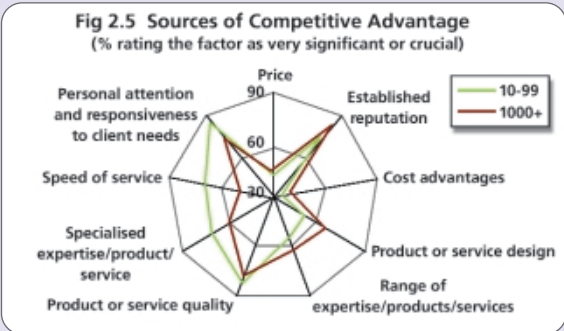 Fig 2.5 Sources of Competitive Advantage
(% rating the factor as very significant or crucial)
Price
90
60
30
10-99
1000+
Established
reputation
Cost advantages
Product or service design
Range of
expertise/products/services
Product or service quality
Specialised
expertise/product/
service
Speed of service
Personal attention
and responsiveness
to client needs